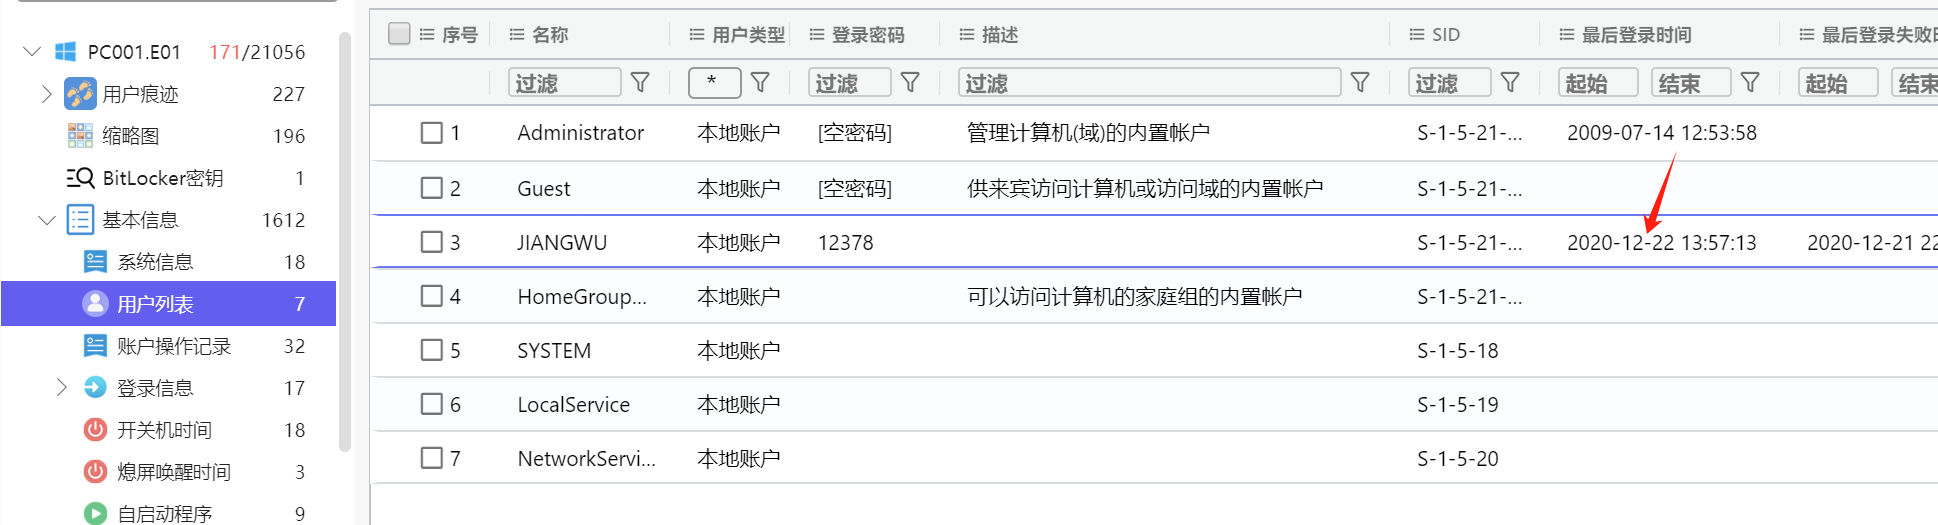 PC001.E01 171/21056
用户痕迹 227
缩略图 196
BitLocker密钥 1
基本信息 1612
系统信息 18
用户列表 7
账户操作记录 32
登录信息 17
开关机时间 18
熄屏唤醒时间 3
自启动程序 9
序号 名称 用户类型 登录密码 描述 SID 最后登录时间 最后登录失败
过滤 * 过滤 过滤 过滤 起始 结束 起始 结束
1 Administrator 本地账户 [空密码] 管理计算机(域)的内置帐户 S-1-5-21-... 2009-07-14 12:53:58
2 Guest 本地账户 [空密码] 供来宾访问计算机或访问域的内置帐户 S-1-5-21-...
3 JIANGWU 本地账户 12378 S-1-5-21-... 2020-12-22 13:57:13 2020-12-21 22
4 HomeGroup... 本地账户 可以访问计算机的家庭组的内置帐户 S-1-5-21-...
5 SYSTEM 本地账户 S-1-5-18
6 LocalService 本地账户 S-1-5-19
7 NetworkServi... 本地账户 S-1-5-20